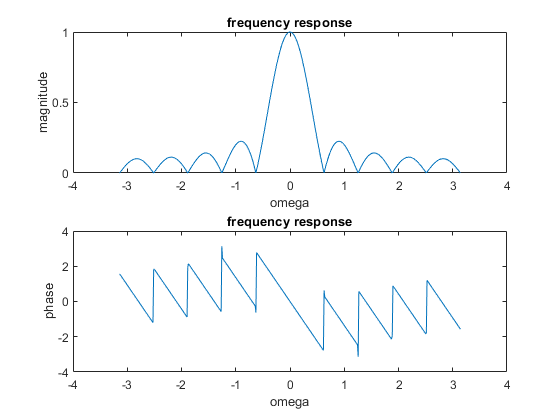 frequency response
1
0.5
0
magnitude
-4 -3 -2 -1 0 1 2 3 4
omega
frequency response
4
2
0
-2
-4
phase
-4 -3 -2 -1 0 1 2 3 4
omega